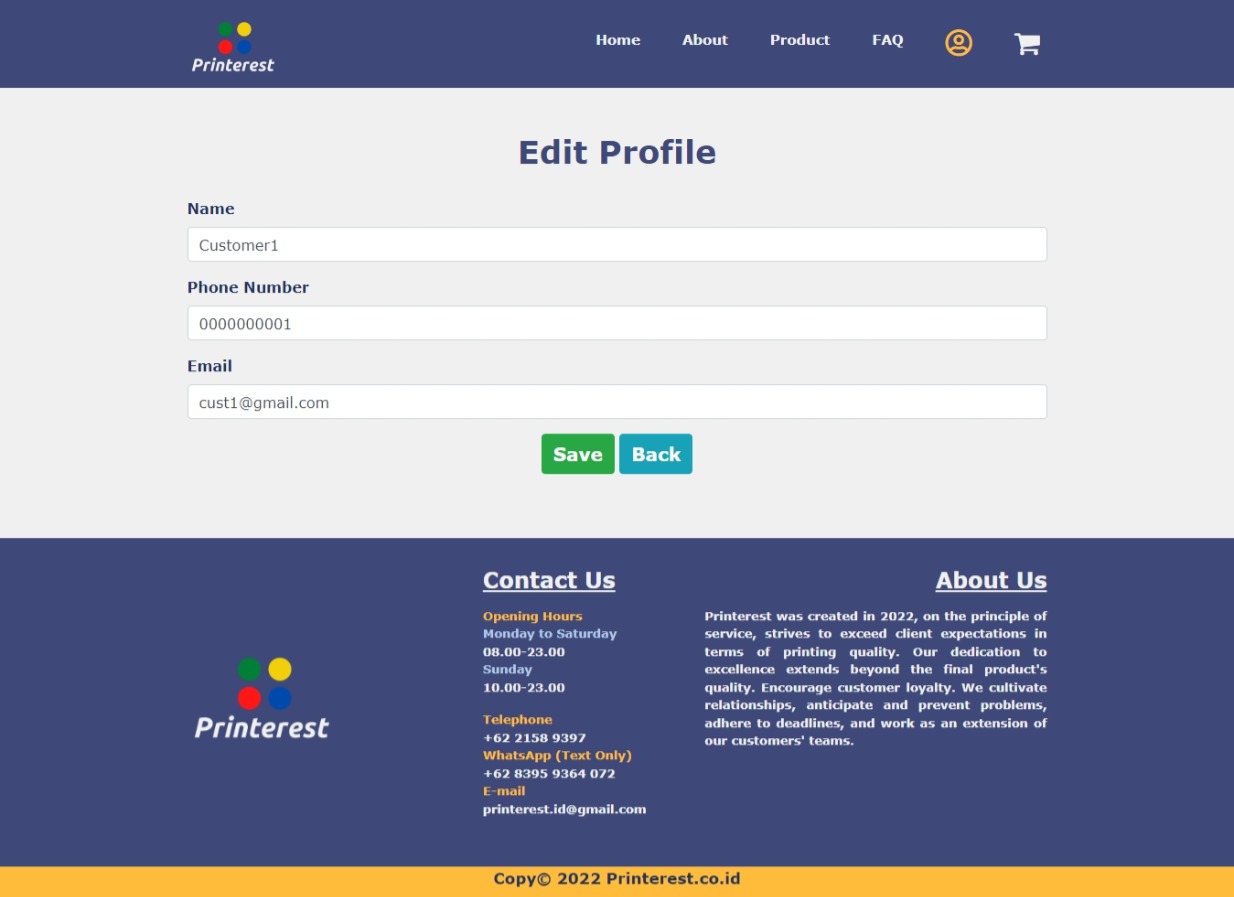 Printerest
Home
About
Product
FAQ
Edit Profile
Name
Customer1
Phone Number
0000000001
Email
cust1@gmail.com
Save
Back
Printerest
Contact Us
Opening Hours
Monday to Saturday
08.00-23.00
Sunday
10.00-23.00
Telephone
+62 2158 9397
WhatsApp (Text Only)
+62 8395 9364 072
E-mail
printerest.id@gmail.com
About Us
Printerest was created in 2022, on the principle of
service, strives to exceed client expectations in
terms of printing quality. Our dedication to
excellence extends beyond the final product's
quality. Encourage customer loyalty. We cultivate
relationships, anticipate and prevent problems,
adhere to deadlines, and work as an extension of
our customers' teams.
Copy© 2022 Printerest.co.id